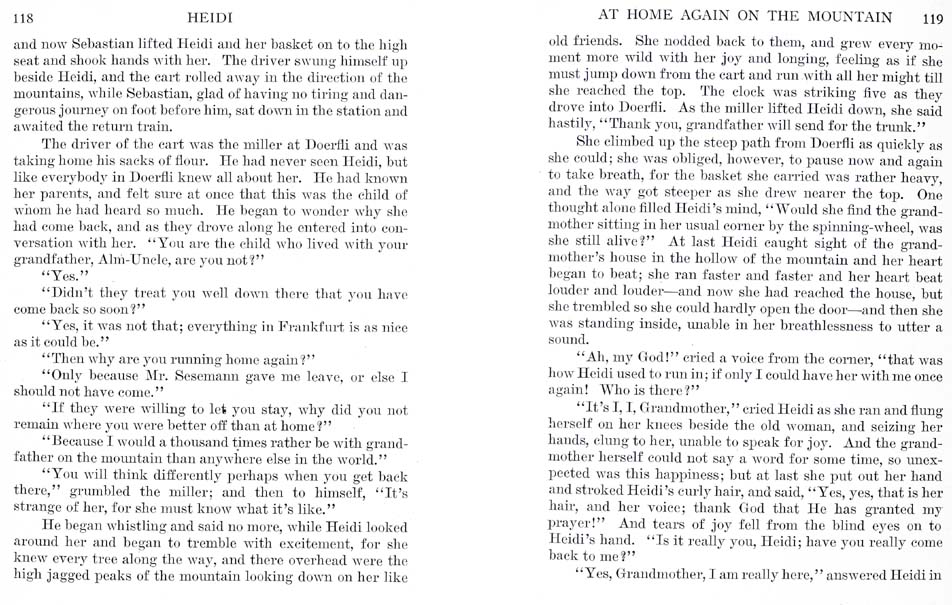 118
HEIDI
and now Sebastian lifted Heidi and her basket on to the high
seat and shook hands with her. The driver swung himself up
beside Heidi, and the cart rolled away in the direction of the
mountains, while Sebastian, glad of having no tiring and dan-
gerous journey on foot before him, sat down in the station and
awaited the return train.
The driver of the cart was the miller at Doerfli and was
taking home his sacks of flour. He had never seen Heidi, but
like everybody in Doerfli knew all about her. He had known
her parents, and felt sure at once that this was the child of
whom he had heard so much. He began to wonder why she
had come back, and as they drove along he entered into con-
versation with her. “You are the child who lived with your
grandfather, Alm-Uncle, are you not?”
“Yes.”
“Didn’t they treat you well down there that you have
come back so soon?”
“Yes, it was not that; everything in Frankfurt is as nice
as it could be.”
“Then why are you running home again?”
“Only because Mr. Sesemann gave me leave, or else I
should not have come.”
“If they were willing to let you stay, why did you not
remain where you were better off than at home?”
“Because I would a thousand times rather be with grand-
father on the mountain than anywhere else in the world.”
“You will think differently perhaps when you get back
there,” grumbled the miller; and then to himself, “It’s
strange of her, for she must know what it’s like.”
He began whistling and said no more, while Heidi looked
around her and began to tremble with excitement, for she
knew every tree along the way, and there overhead were the
high jagged peaks of the mountain looking down on her like
AT HOME AGAIN ON THE MOUNTAIN
119
old friends. She nodded back to them, and grew every mo-
ment more wild with her joy and longing, feeling as if she
must jump down from the cart and run with all her might till
she reached the top. The clock was striking five as they
drove into Doerfli. As the miller lifted Heidi down, she said
hastily, “Thank you, grandfather will send for the trunk.”
She climbed up the steep path from Doerfli as quickly as
she could; she was obliged, however, to pause now and again
to take breath, for the basket she carried was rather heavy,
and the way got steeper as she drew nearer the top. One
thought alone filled Heidi’s mind, “Would she find the grand-
mother sitting in her usual corner by the spinning-wheel, was
she still alive?” At last Heidi caught sight of the grand-
mother’s house in the hollow of the mountain and her heart
began to beat; she ran faster and faster and her heart beat
louder and louder—and now she had reached the house, but
she trembled so she could hardly open the door—and then she
was standing inside, unable in her breathlessness to utter a
sound.
“Ah, my God!” cried a voice from the corner, “that was
how Heidi used to run in; if only I could have her with me once
again! Who is there?”
“It’s I, I, Grandmother,” cried Heidi as she ran and flung
herself on her knees beside the old woman, and seizing her
hands, clung to her, unable to speak for joy. And the grand-
mother herself could not say a word for some time, so unex-
pected was this happiness; but at last she put out her hand
and stroked Heidi’s curly hair, and said, “Yes, yes, that is her
hair, and her voice; thank God that He has granted my
prayer!” And tears of joy fell from the blind eyes on to
Heidi’s hand. “Is it really you, Heidi; have you really come
back to me?”
“Yes, Grandmother, I am really here,” answered Heidi in